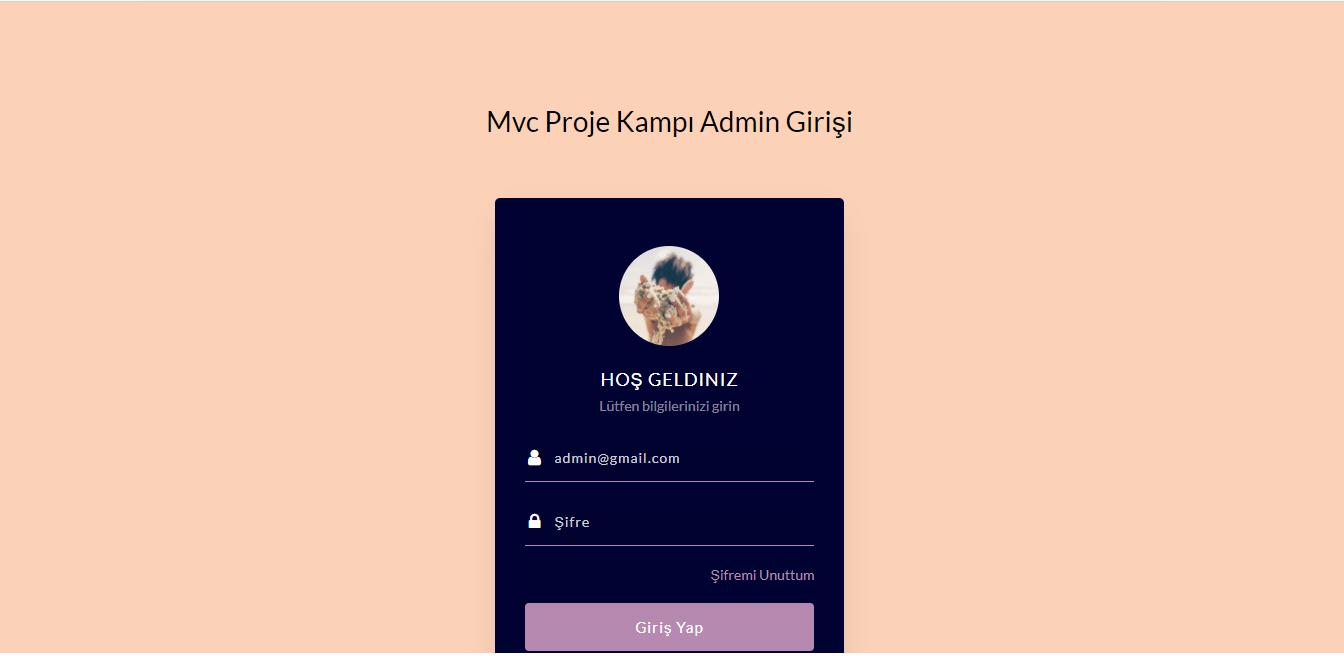 Mvc Proje Kampı Admin Girişi
HOŞ GELDINIZ
Lütfen bilgilerinizi girin
admin@gmail.com
Şifre
Şifremi Unuttum
Giriş Yap